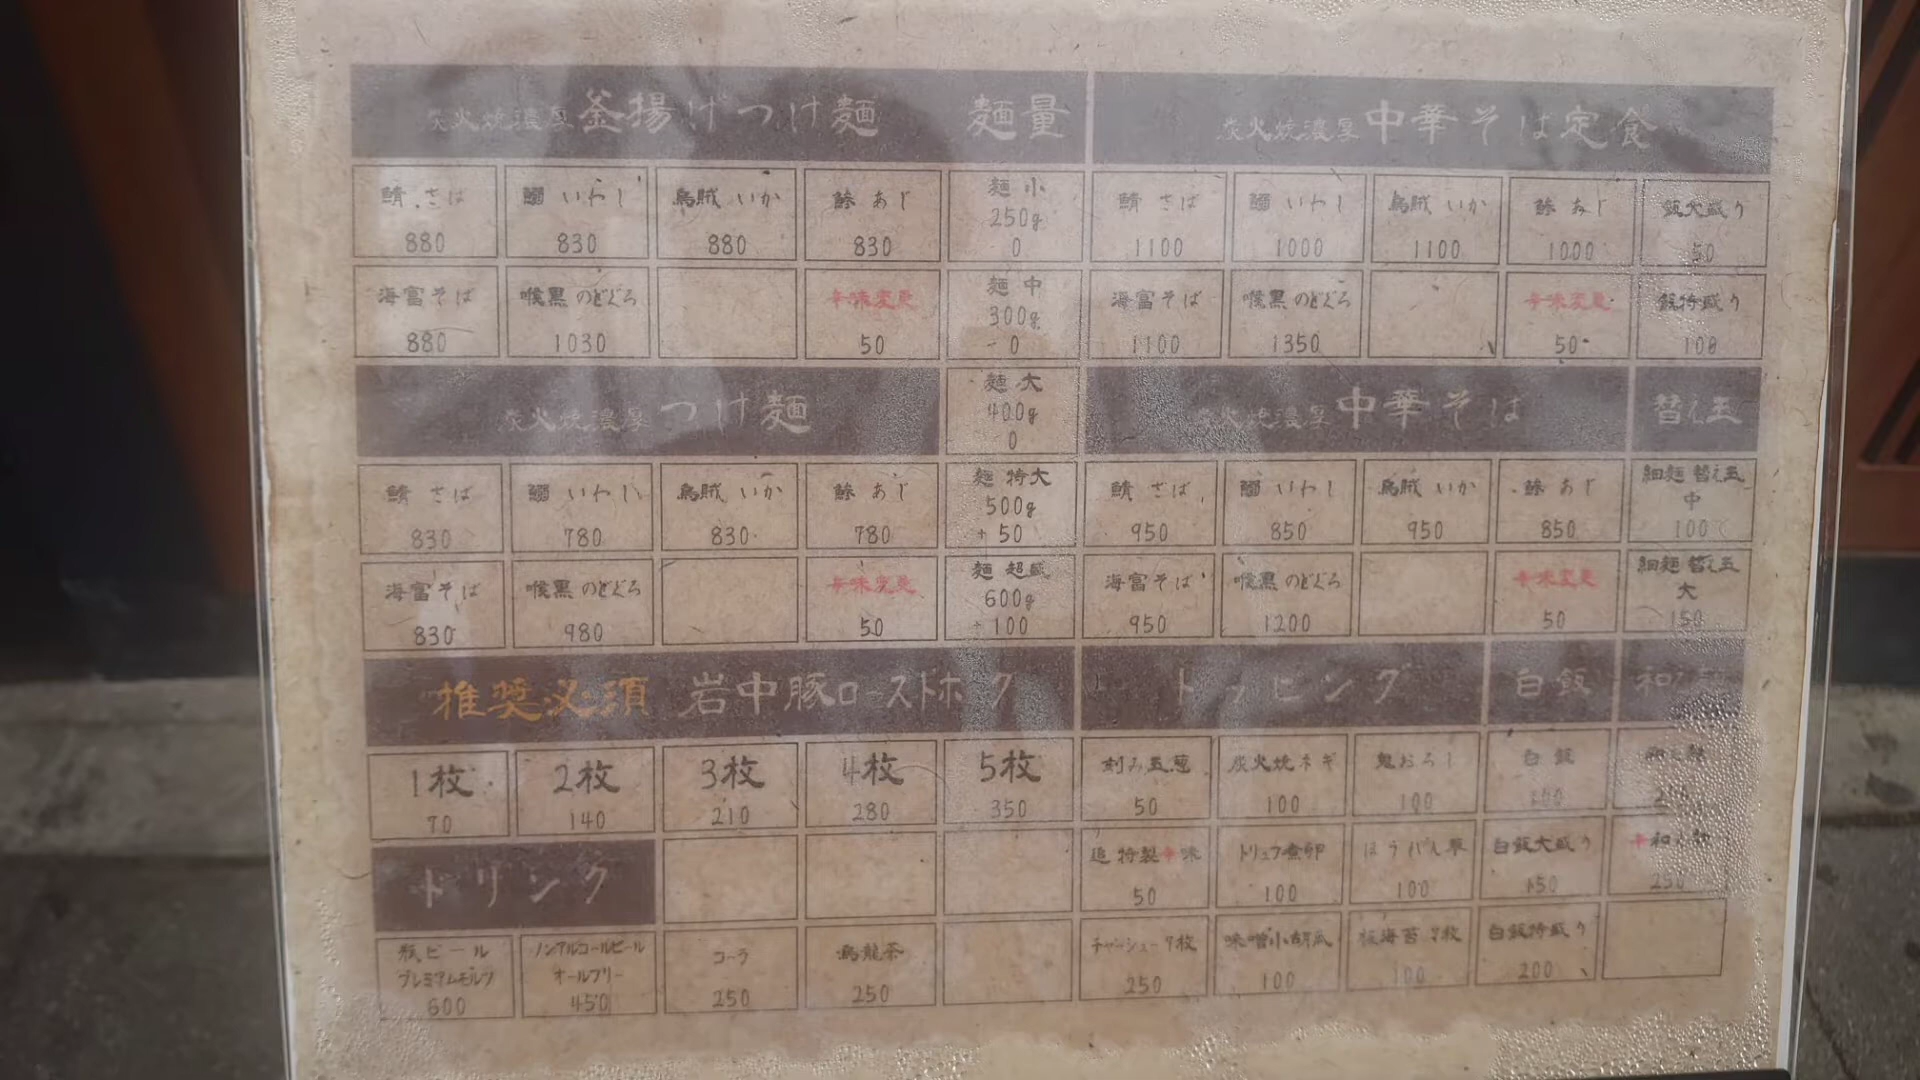 炭火焼濃厚 釜揚げつけ麺 麺量
炭火焼濃厚 中華そば定食
鯖 さば
880
鰯 いわし
830
烏賊 いか
880
鯵 あじ
830
麺 小
250g
0
鯖 さば
1100
鰯 いわし
1000
烏賊 いか
1100
鯵 あじ
1000
飯大盛り
50
海富そば
880
喉黒 のどぐろ
1030
辛味変更
50
麺 中
300g
0
海富そば
1100
喉黒 のどぐろ
1350
辛味変更
50
飯特盛り
100
炭火焼濃厚 つけ麺
麺 大
400g
0
炭火焼濃厚 中華そば
替え玉
鯖 さば
830
鰯 いわし
780
烏賊 いか
830
鯵 あじ
780
麺 特大
500g
+50
鯖 さば
950
鰯 いわし
850
烏賊 いか
950
鯵 あじ
850
細麺 替え玉
中
100
海富そば
830
喉黒 のどぐろ
980
辛味変更
50
麺 超盛
600g
+100
海富そば
950
喉黒 のどぐろ
1200
辛味変更
50
細麺 替え玉
大
150
推奨必須 岩中豚ローストポーク
トッピング
白飯
1枚
70
2枚
140
3枚
210
4枚
280
5枚
350
刻み玉葱
50
炭火焼ネギ
100
鬼おろし
100
白飯
100
追 特製辛味
50
トリュフ煮卵
100
ほうれん草
100
白飯大盛り
150
250
ドリンク
瓶ビール
プレミアムモルツ
600
ノンアルコールビール
オールフリー
450
コーラ
250
烏龍茶
250
チャーシュー7枚
250
味噌小胡瓜
100
板海苔7枚
100
白飯特盛り
200